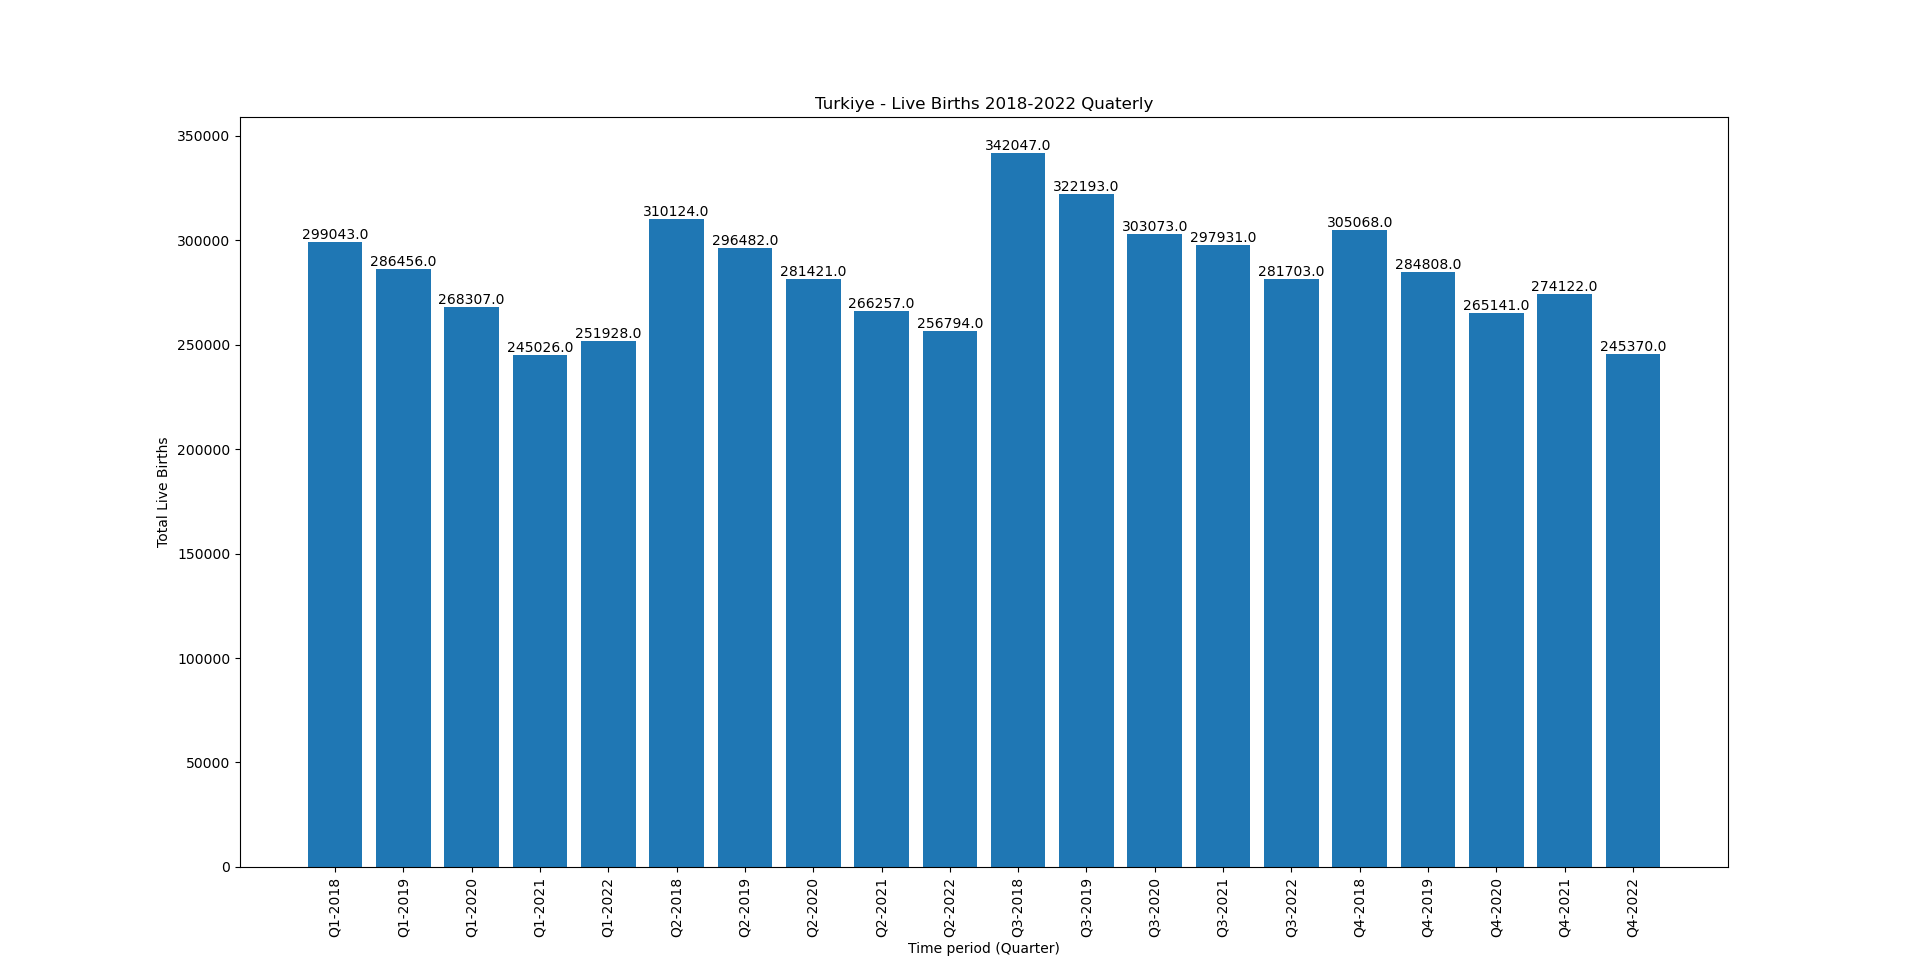 Turkiye - Live Births 2018-2022 Quaterly
Total Live Births
350000
300000
250000
200000
150000
100000
50000
0
299043.0
286456.0
268307.0
245026.0
251928.0
310124.0
296482.0
281421.0
266257.0
256794.0
342047.0
322193.0
303073.0
297931.0
281703.0
305068.0
284808.0
265141.0
274122.0
245370.0
Q1-2018
Q1-2019
Q1-2020
Q1-2021
Q1-2022
Q2-2018
Q2-2019
Q2-2020
Q2-2021
Q2-2022
Q3-2018
Q3-2019
Q3-2020
Q3-2021
Q3-2022
Q4-2018
Q4-2019
Q4-2020
Q4-2021
Q4-2022
Time period (Quarter)